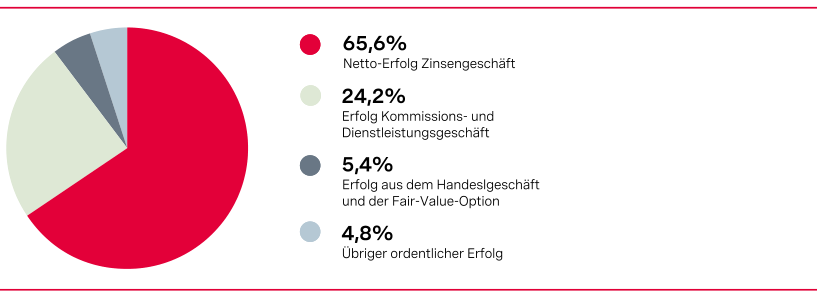 65,6%
Netto-Erfolg Zinsengeschäft
24,2%
Erfolg Kommissions- und
Dienstleistungsgeschäft
5,4%
Erfolg aus dem Handeslgeschäft
und der Fair-Value-Option
4,8%
Übriger ordentlicher Erfolg